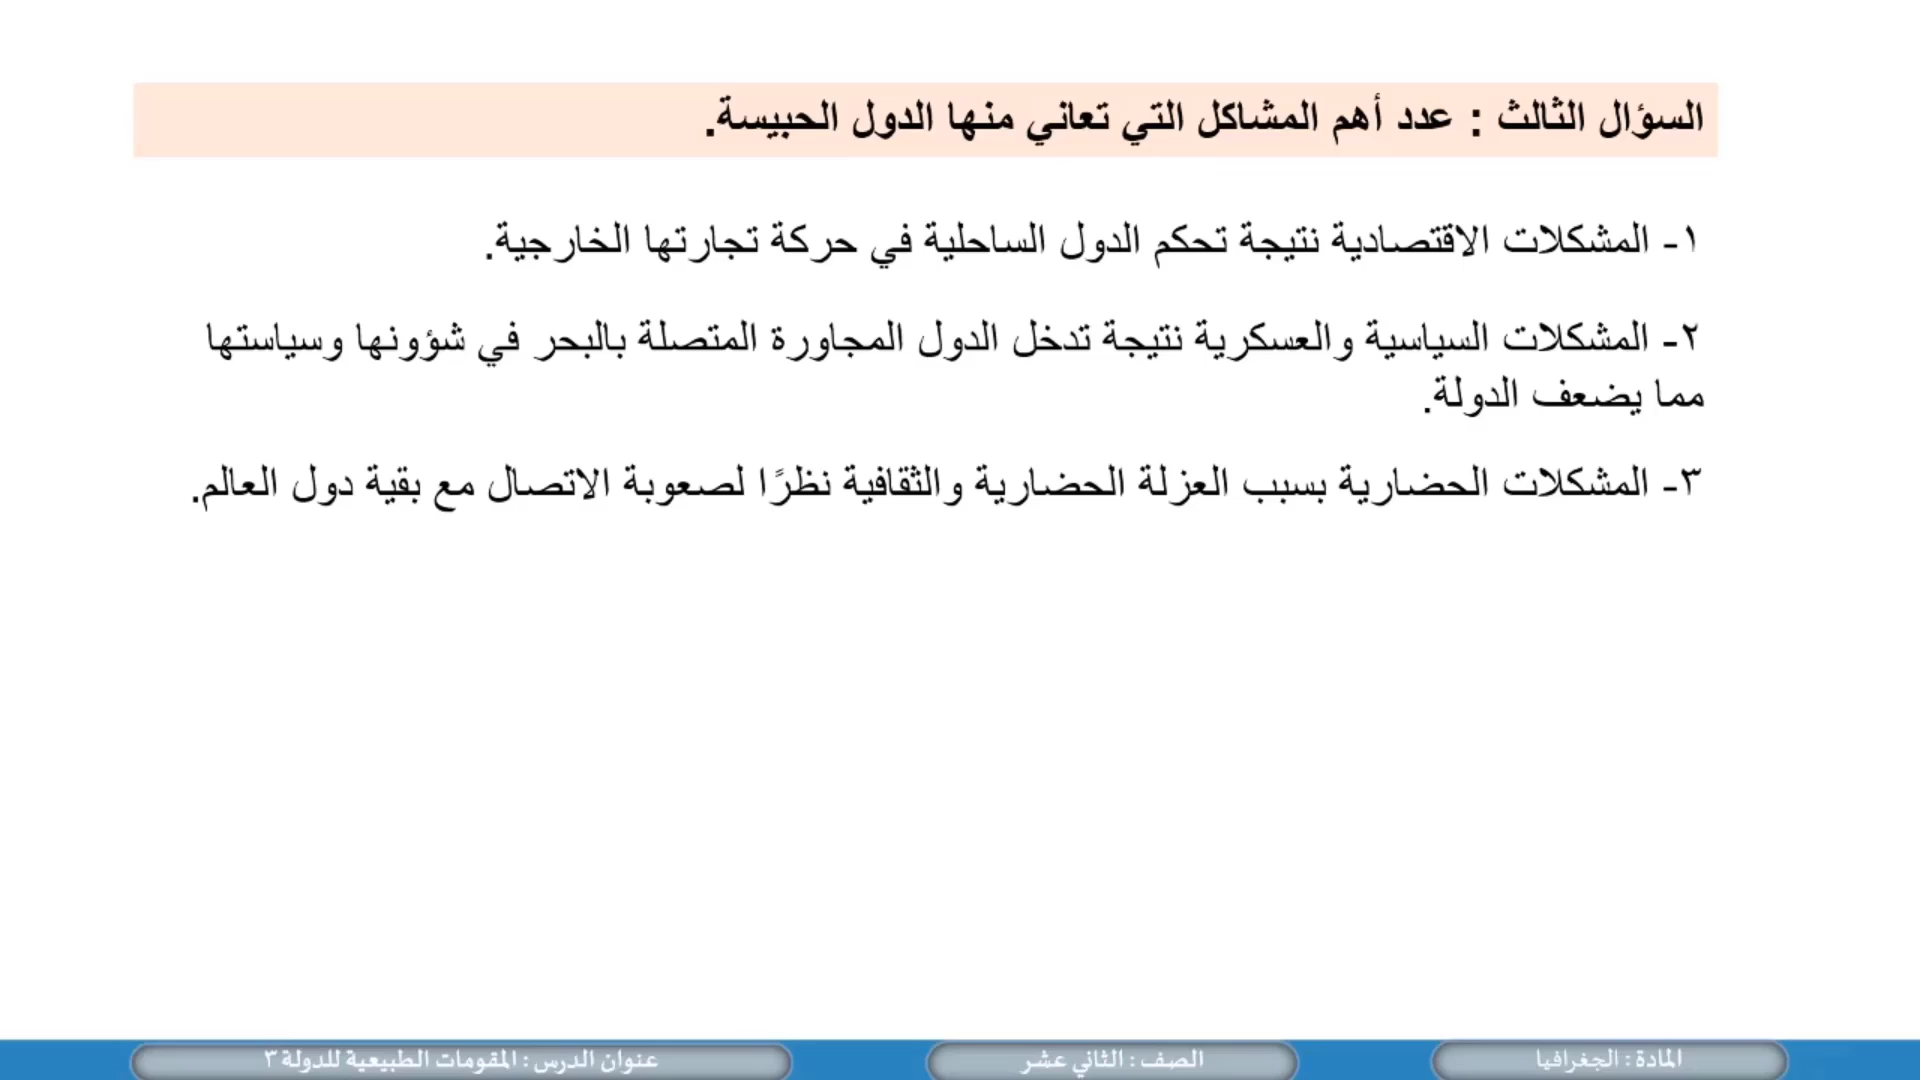 السؤال الثالث : عدد أهم المشاكل التي تعاني منها الدول الحبيسة.
١- المشكلات الاقتصادية نتيجة تحكم الدول الساحلية في حركة تجارتها الخارجية.
٢- المشكلات السياسية والعسكرية نتيجة تدخل الدول المجاورة المتصلة بالبحر في شؤونها وسياستها
مما يضعف الدولة.
٣- المشكلات الحضارية بسبب العزلة الحضارية والثقافية نظرًا لصعوبة الاتصال مع بقية دول العالم.
المادة : الجغرافيا
الصف : الثاني عشر
عنوان الدرس : المقومات الطبيعية للدولة ٣